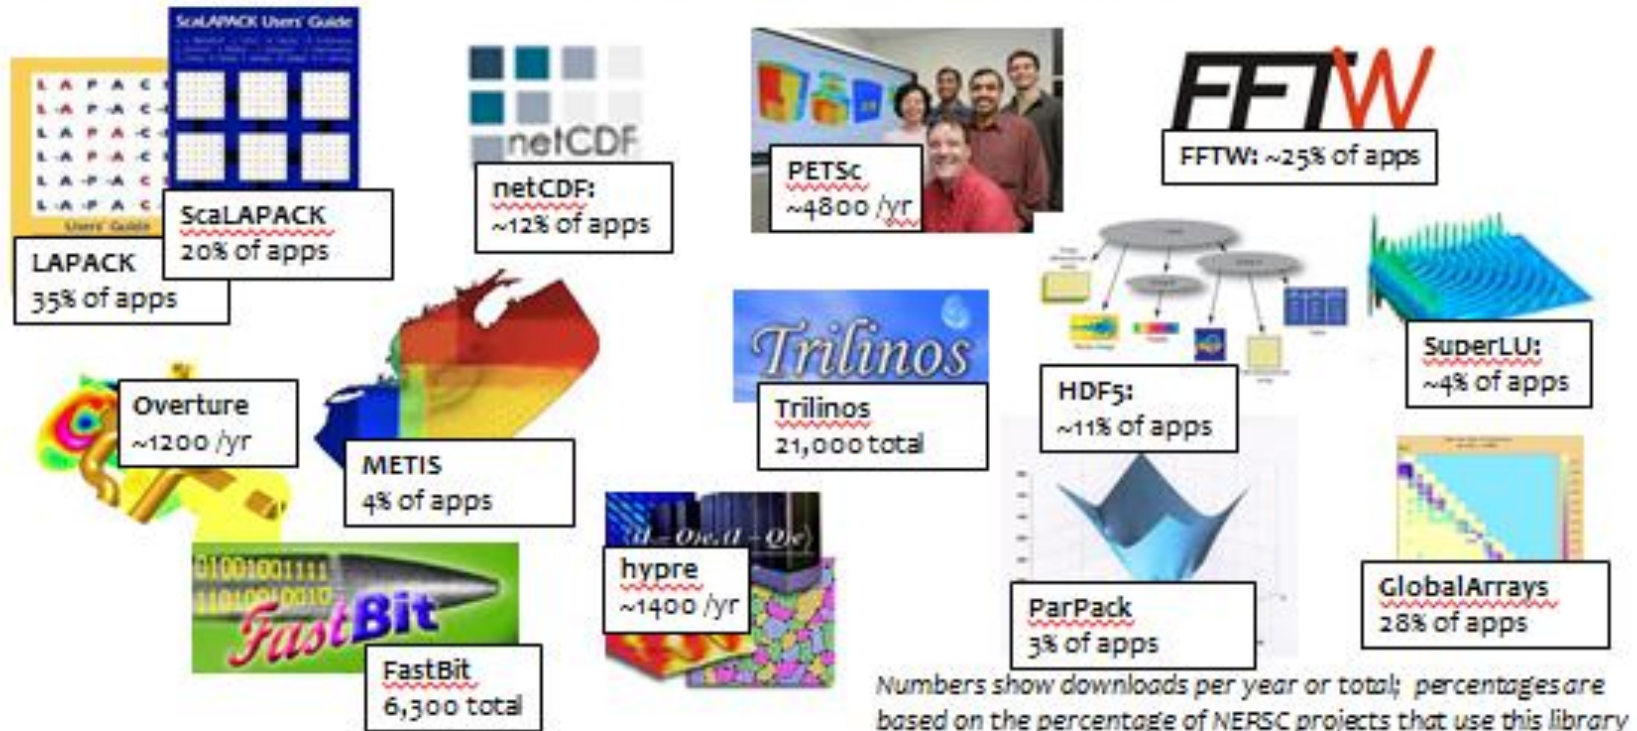 ScaLAPACK Users' Guide
L A P A C
L -A P -A C -
L A P A -C -
L -A P -A -C
L A -P -A C
L -A -P A C -
Users' Guide
LAPACK
35% of apps
ScaLAPACK
20% of apps
netCDF
netCDF:
~12% of apps
PETSc
~4800 /yr
FFTW
FFTW: ~25% of apps
Overture
~1200 /yr
METIS
4% of apps
Trilinos
Trilinos
21,000 total
HDF5:
~11% of apps
SuperLU:
~4% of apps
01001001111
11010010010
FastBit
FastBit
6,300 total
(I - Q)e, (I - Q)e)
hypre
~1400 /yr
ParPack
3% of apps
GlobalArrays
28% of apps
Numbers show downloads per year or total; percentages are
based on the percentage of NERSC projects that use this library